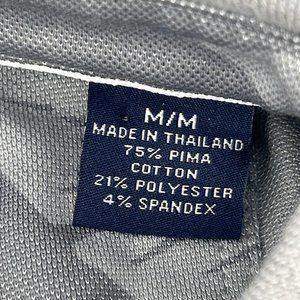 M/M
MADE IN THAILAND
75% PIMA
COTTON
21% POLYESTER
4% SPANDEX